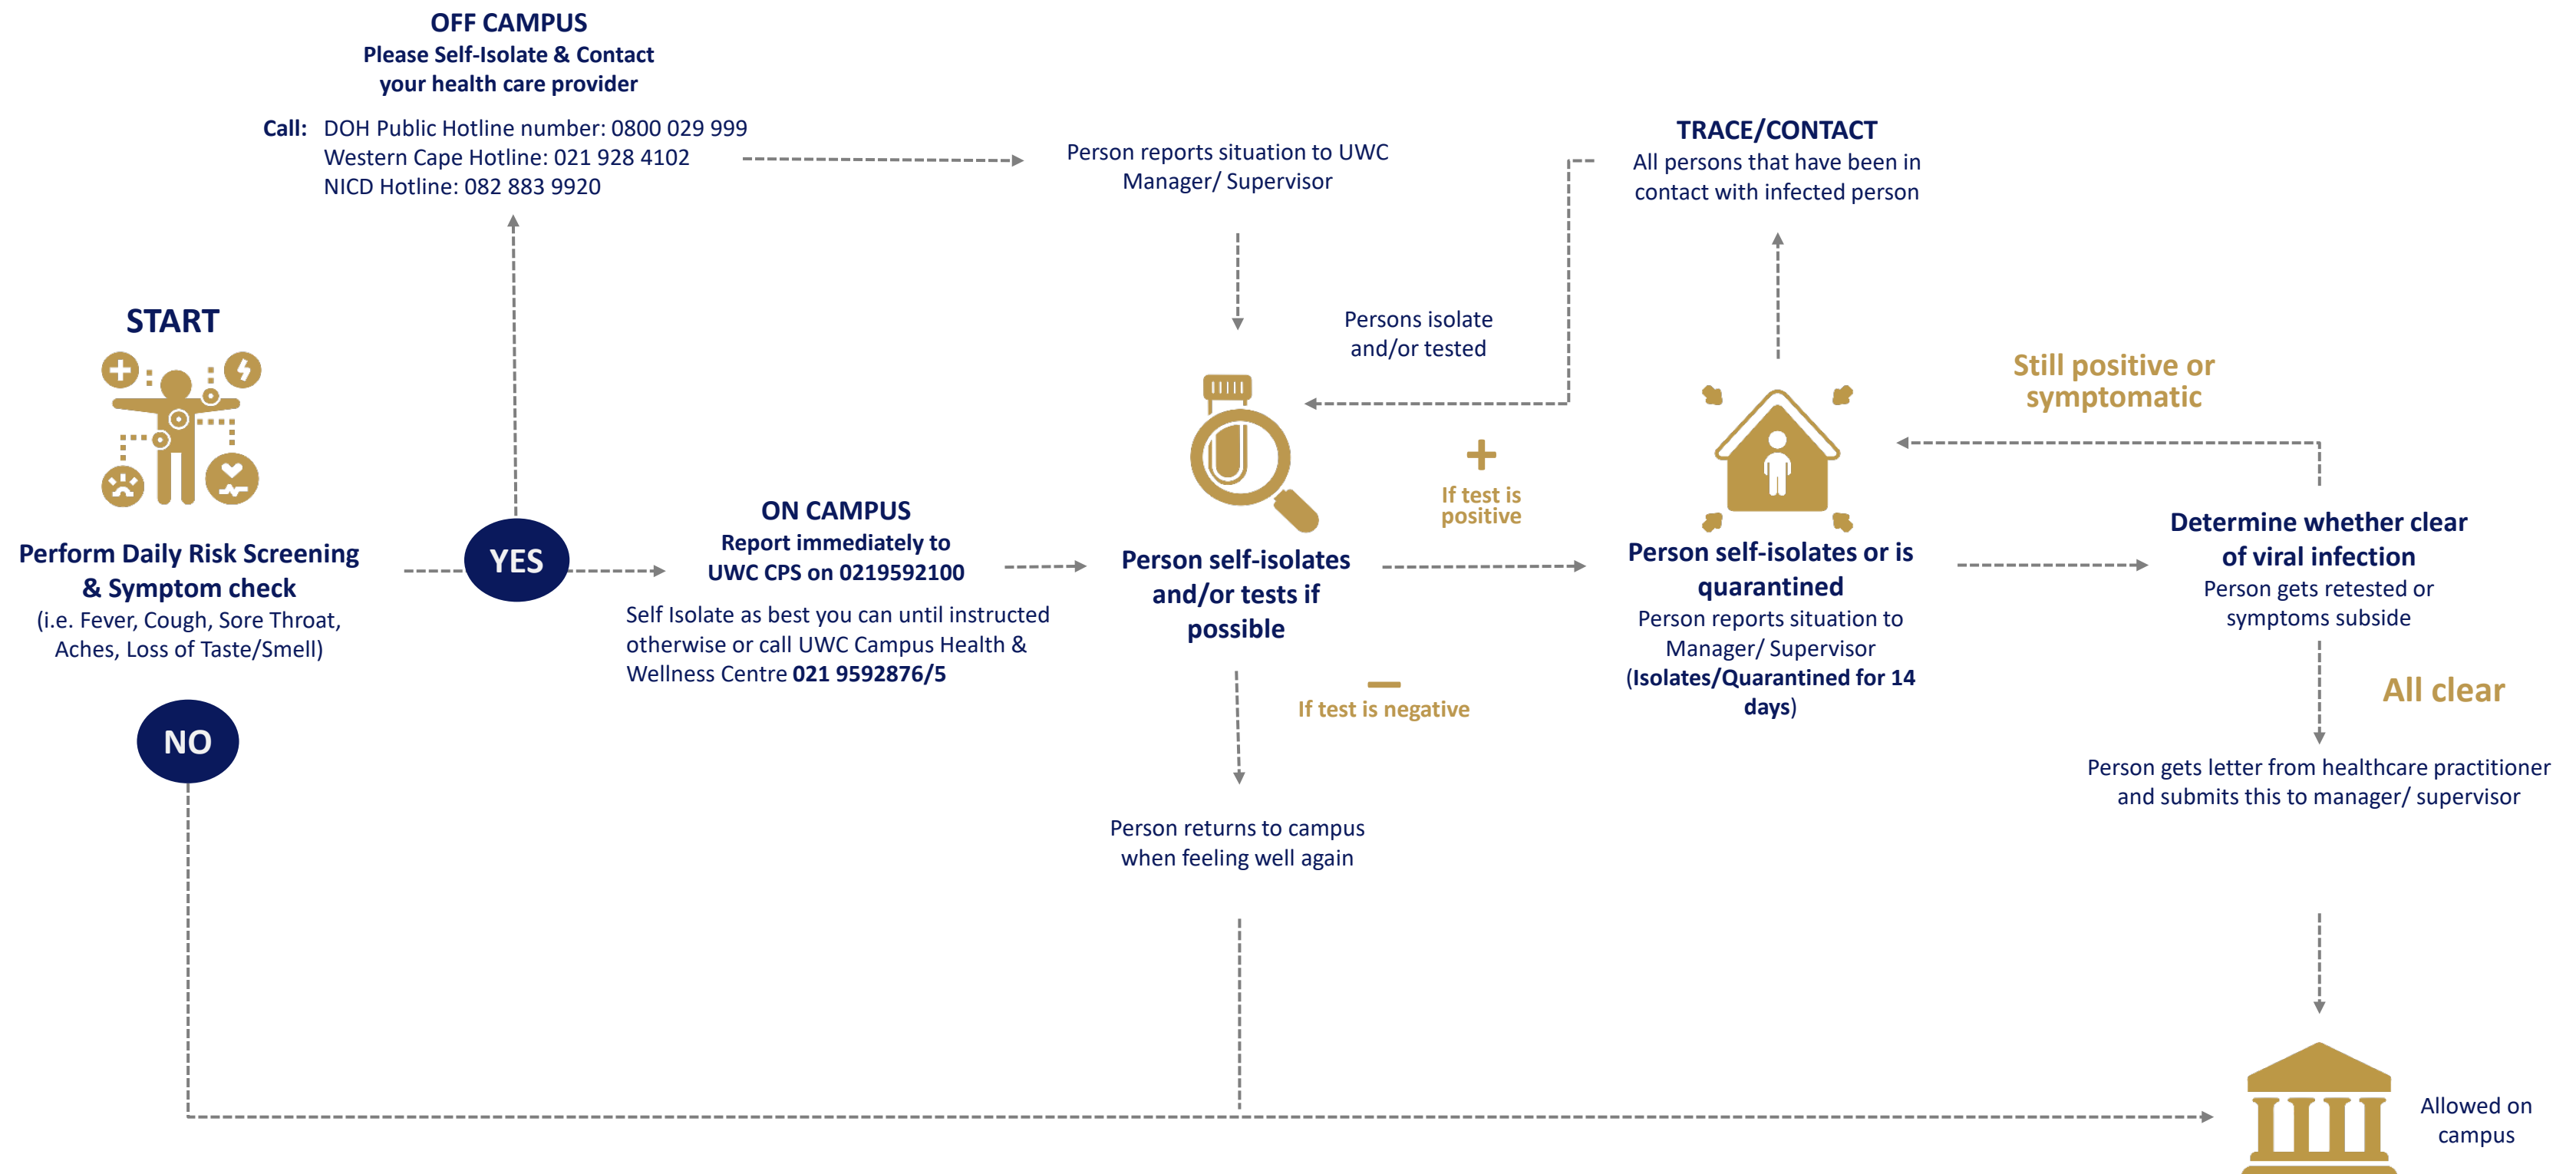 OFF CAMPUS
Please Self-Isolate & Contact
your health care provider
Call: DOH Public Hotline number: 0800 029 999
Western Cape Hotline: 021 928 4102
NICD Hotline: 082 883 9920
Person reports situation to UWC
Manager/ Supervisor
TRACE/CONTACT
All persons that have been in
contact with infected person
START
Perform Daily Risk Screening
& Symptom check
(i.e. Fever, Cough, Sore Throat,
Aches, Loss of Taste/Smell)
YES
NO
ON CAMPUS
Report immediately to
UWC CPS on 0219592100
Self Isolate as best you can until instructed
otherwise or call UWC Campus Health &
Wellness Centre 021 9592876/5
Persons isolate
and/or tested
Person self-isolates
and/or tests if
possible
+
If test is
positive
–
If test is negative
Person returns to campus
when feeling well again
Person self-isolates or is
quarantined
Person reports situation to
Manager/ Supervisor
(Isolates/Quarantined for 14
days)
Still positive or
symptomatic
Determine whether clear
of viral infection
Person gets retested or
symptoms subside
All clear
Person gets letter from healthcare practitioner
and submits this to manager/ supervisor
Allowed on
campus